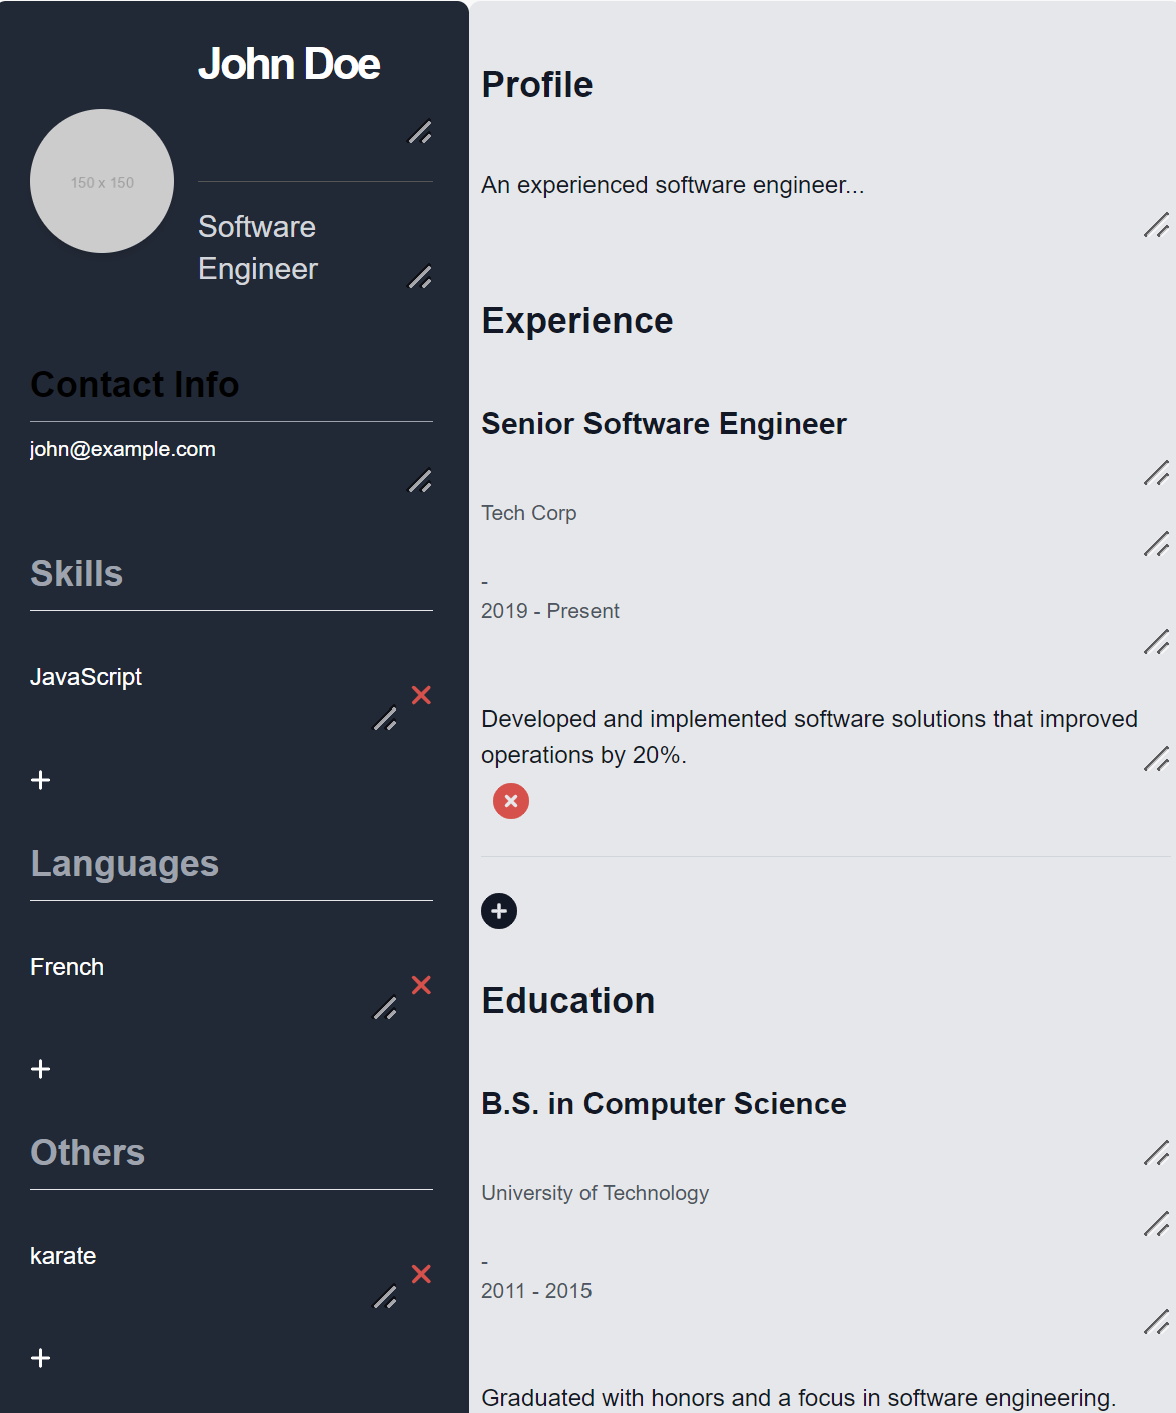 John Doe
150 x 150
Software
Engineer
Contact Info
john@example.com
Skills
JavaScript
Languages
French
Others
karate
Profile
An experienced software engineer...
Experience
Senior Software Engineer
Tech Corp
-
2019 - Present
Developed and implemented software solutions that improved
operations by 20%.
Education
B.S. in Computer Science
University of Technology
-
2011 - 2015
Graduated with honors and a focus in software engineering.